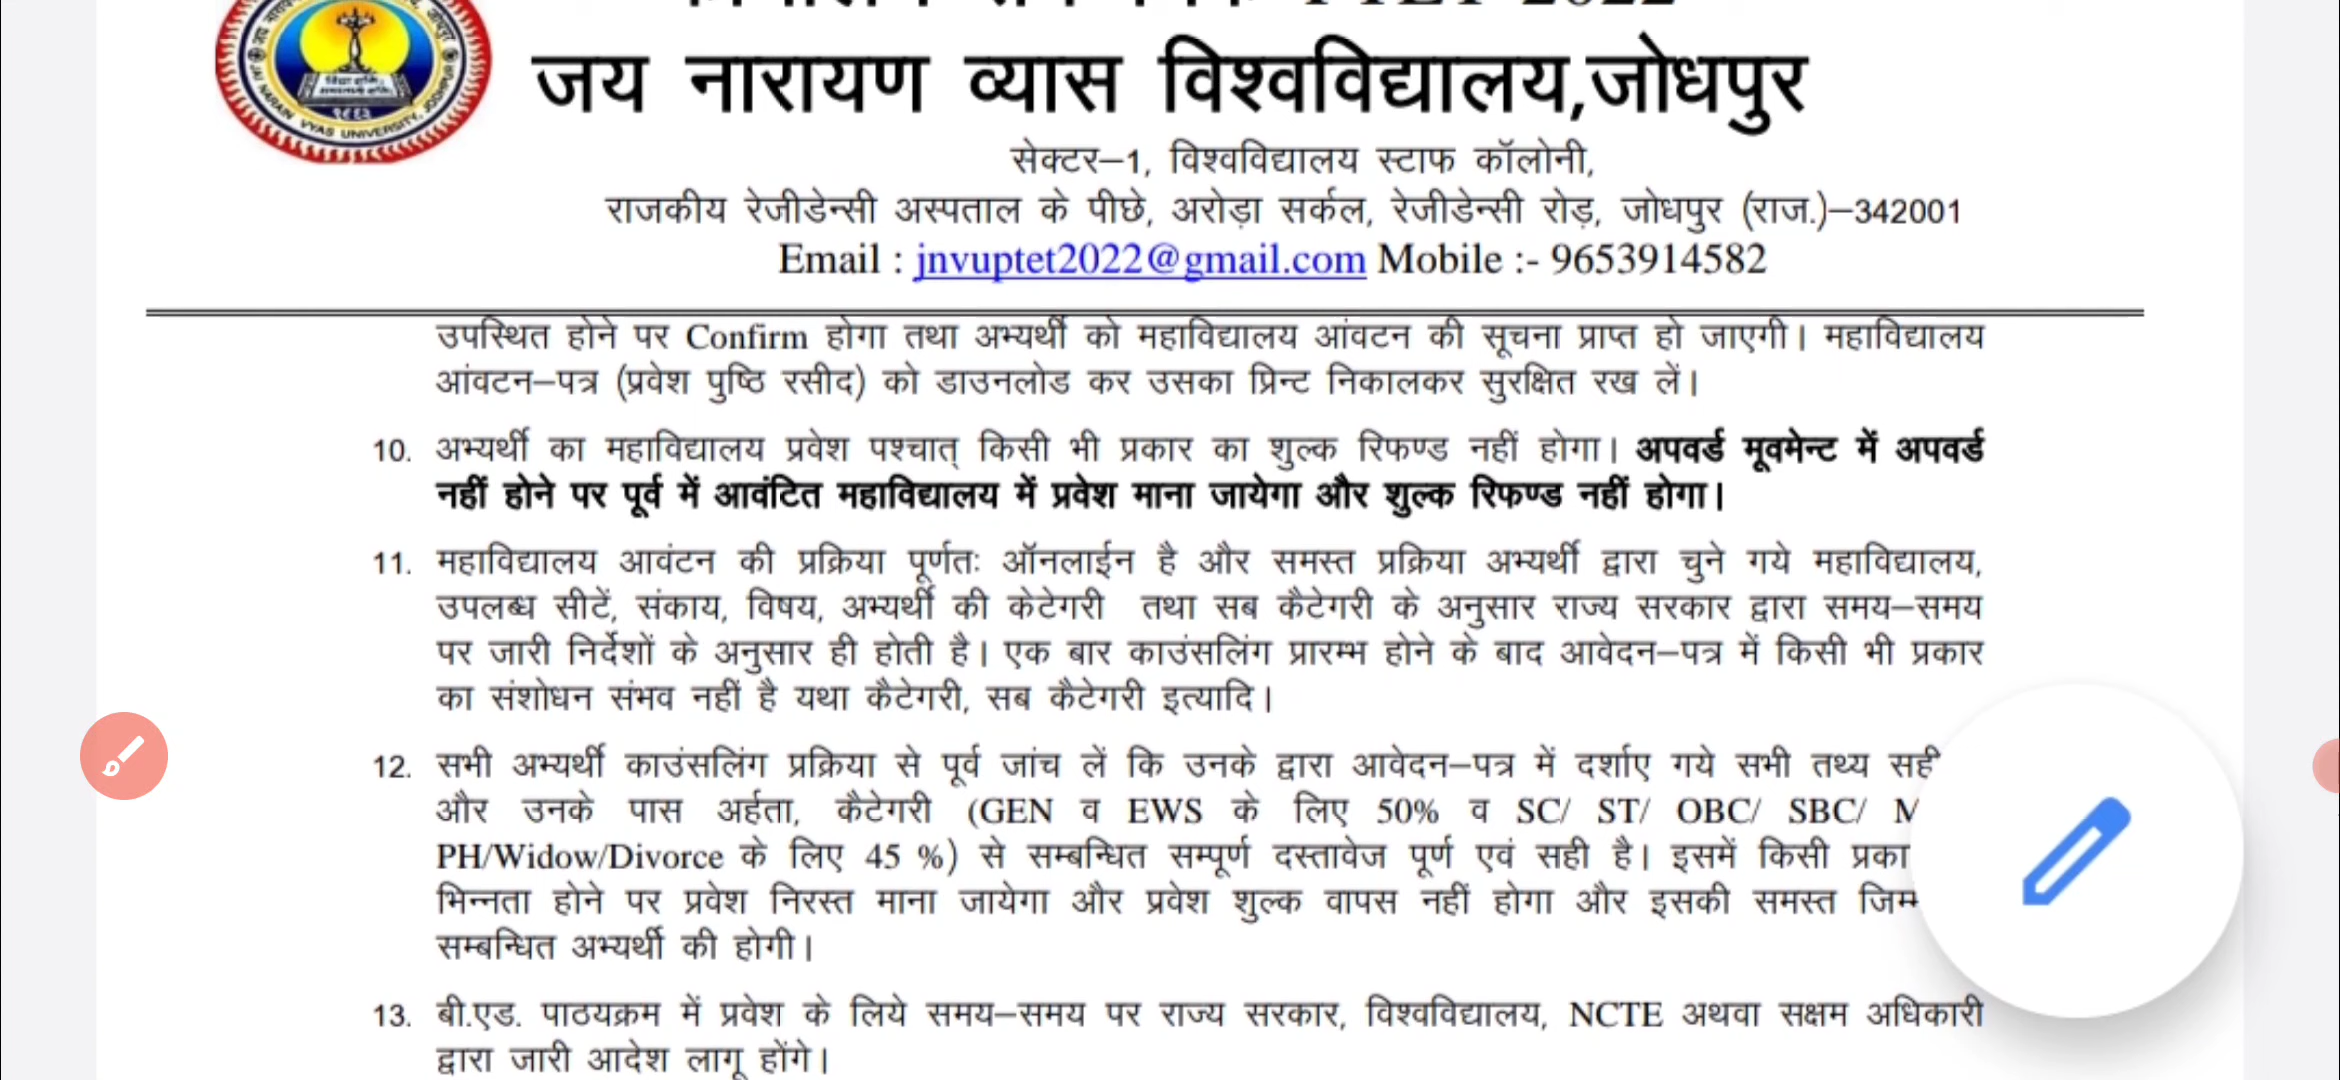 PTET 2022
जय नारायण व्यास विश्वविद्यालय,जोधपुर
सेक्टर–1, विश्वविद्यालय स्टाफ कॉलोनी,
राजकीय रेजीडेन्सी अस्पताल के पीछे, अरोड़ा सर्कल, रेजीडेन्सी रोड़, जोधपुर (राज.)–342001
Email : jnvuptet2022@gmail.com Mobile :- 9653914582
उपस्थित होने पर Confirm होगा तथा अभ्यर्थी को महाविद्यालय आंवटन की सूचना प्राप्त हो जाएगी। महाविद्यालय
आंवटन–पत्र (प्रवेश पुष्ठि रसीद) को डाउनलोड कर उसका प्रिन्ट निकालकर सुरक्षित रख लें।
10. अभ्यर्थी का महाविद्यालय प्रवेश पश्चात् किसी भी प्रकार का शुल्क रिफण्ड नहीं होगा। अपवर्ड मूवमेन्ट में अपवर्ड
नहीं होने पर पूर्व में आवंटित महाविद्यालय में प्रवेश माना जायेगा और शुल्क रिफण्ड नहीं होगा।
11. महाविद्यालय आवंटन की प्रक्रिया पूर्णतः ऑनलाईन है और समस्त प्रक्रिया अभ्यर्थी द्वारा चुने गये महाविद्यालय,
उपलब्ध सीटें, संकाय, विषय, अभ्यर्थी की केटेगरी तथा सब कैटेगरी के अनुसार राज्य सरकार द्वारा समय–समय
पर जारी निर्देशों के अनुसार ही होती है। एक बार काउंसलिंग प्रारम्भ होने के बाद आवेदन–पत्र में किसी भी प्रकार
का संशोधन संभव नहीं है यथा कैटेगरी, सब कैटेगरी इत्यादि।
12. सभी अभ्यर्थी काउंसलिंग प्रक्रिया से पूर्व जांच लें कि उनके द्वारा आवेदन–पत्र में दर्शाए गये सभी तथ्य सही
और उनके पास अर्हता, कैटेगरी (GEN व EWS के लिए 50% व SC/ ST/ OBC/ SBC/
PH/Widow/Divorce के लिए 45 %) से सम्बन्धित सम्पूर्ण दस्तावेज पूर्ण एवं सही है। इसमें किसी
भिन्नता होने पर प्रवेश निरस्त माना जायेगा और प्रवेश शुल्क वापस नहीं होगा और इसकी समस्त
सम्बन्धित अभ्यर्थी की होगी।
13. बी.एड. पाठयक्रम में प्रवेश के लिये समय–समय पर राज्य सरकार, विश्वविद्यालय, NCTE अथवा सक्षम अधिकारी
द्वारा जारी आदेश लागू होंगे।